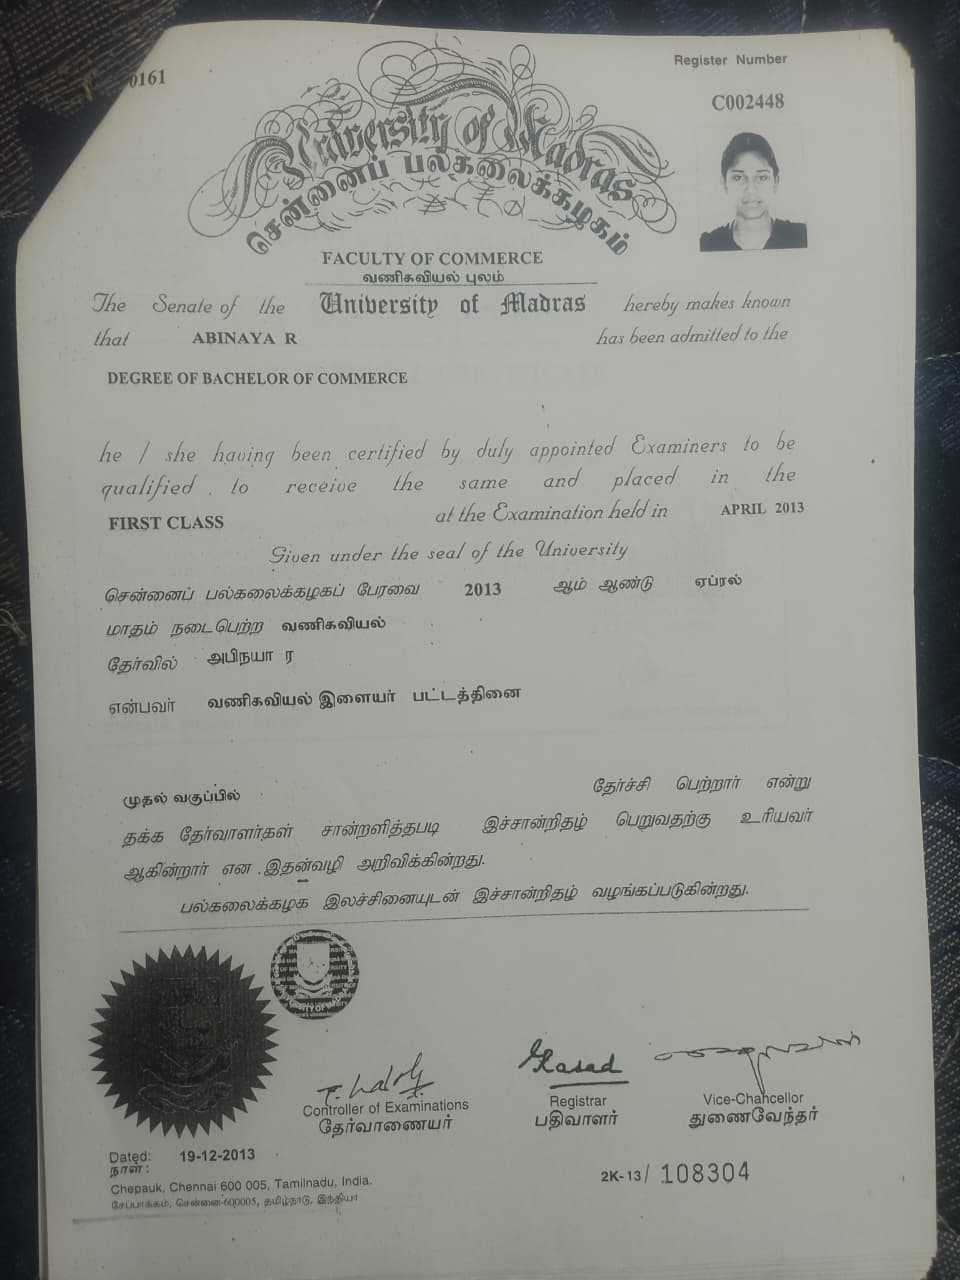 0161
Register Number
C002448
University of Madras
சென்னைப் பல்கலைக்கழகம்
FACULTY OF COMMERCE
வணிகவியல் புலம்
The Senate of the University of Madras hereby makes known
that ABINAYA R has been admitted to the
DEGREE OF BACHELOR OF COMMERCE
he / she having been certified by duly appointed Examiners to be
qualified . to receive the same and placed in the
FIRST CLASS at the Examination held in APRIL 2013
Given under the seal of the University
சென்னைப் பல்கலைக்கழகப் பேரவை 2013 ஆம் ஆண்டு ஏப்ரல்
மாதம் நடைபெற்ற வணிகவியல்
தேர்வில் அபிநயா ர
என்பவர் வணிகவியல் இளையர் பட்டத்தினை
முதல் வகுப்பில் தேர்ச்சி பெற்றார் என்று
தக்க தேர்வாளர்கள் சான்றளித்தபடி இச்சான்றிதழ் பெறுவதற்கு உரியவர்
ஆகின்றார் என இதன்வழி அறிவிக்கின்றது.
பல்கலைக்கழக இலச்சினையுடன் இச்சான்றிதழ் வழங்கப்படுகின்றது.
Controller of Examinations
தேர்வாணையர்
Registrar
பதிவாளர்
Vice-Chancellor
துணைவேந்தர்
Dated: 19-12-2013
நாள் :
2K-13/ 108304
Chepauk, Chennai 600 005, Tamilnadu, India.
சேப்பாக்கம், சென்னை-600005, தமிழ்நாடு, இந்தியா